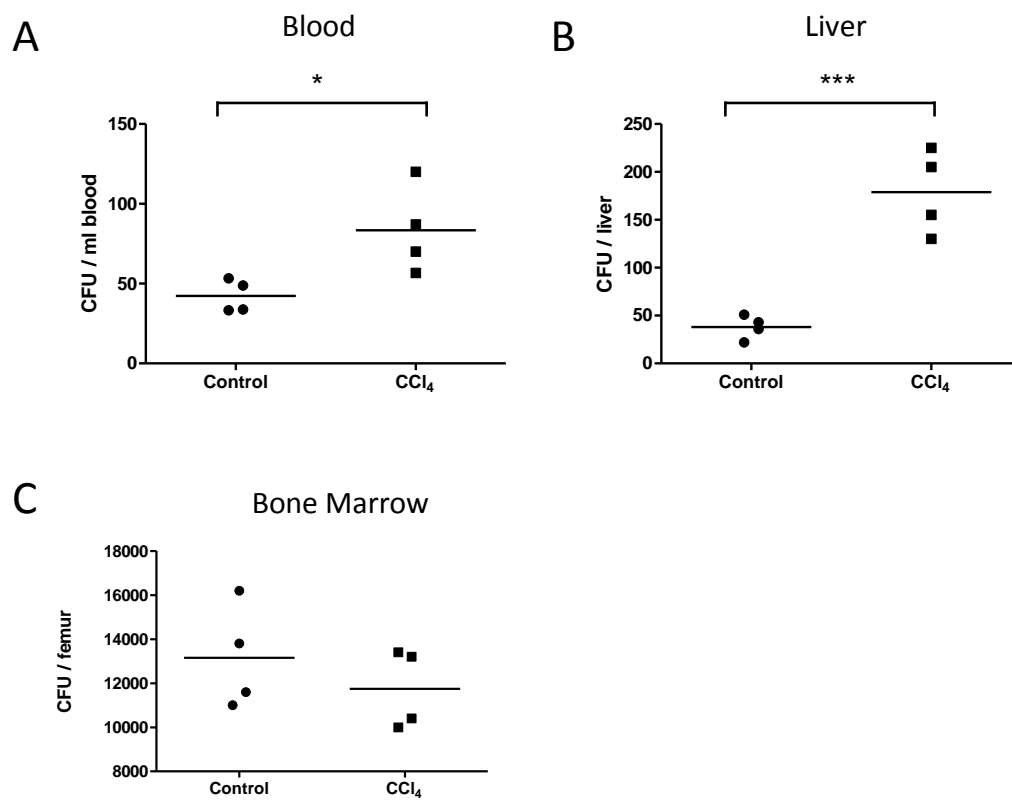 A
Blood
*
150
100
50
0
CFU / ml blood
Control
CCl₄
B
Liver
***
250
200
150
100
50
0
CFU / liver
Control
CCl₄
C
Bone Marrow
18000
16000
14000
12000
10000
8000
CFU / femur
Control
CCl₄